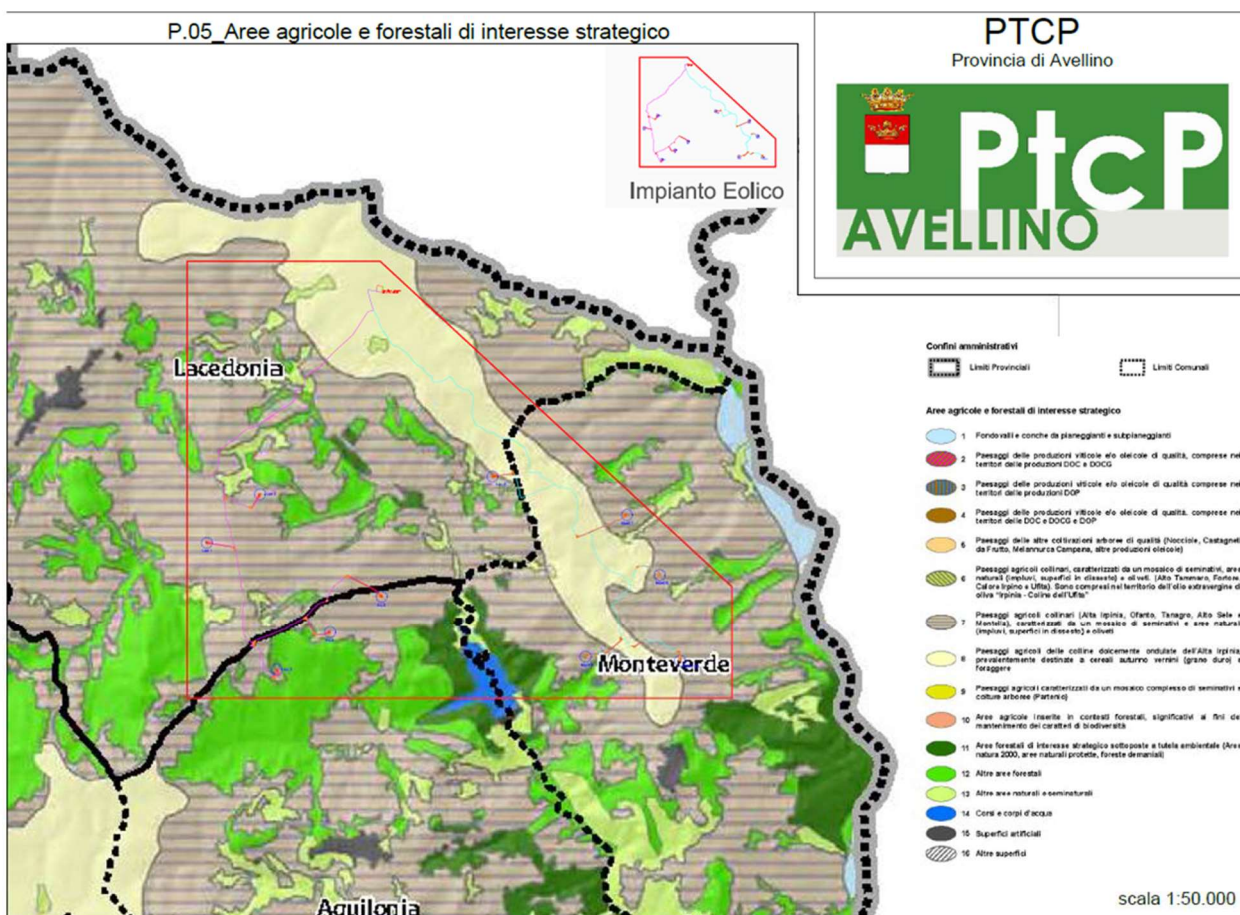 P.05_Aree agricole e forestali di interesse strategico
Impianto Eolico
PTCP
Provincia di Avellino
PtcP
AVELLINO
Lacedonia
Monteverde
Aquilonia
Confini amministrativi
Limiti Provinciali
Limiti Comunali
Aree agricole e forestali di interesse strategico
1 Fondovalli e conche da pianeggianti e subpianeggianti
2 Paesaggi delle produzioni viticole e/o oleicole di qualità, comprese nei
territori delle produzioni DOC e DOCG
3 Paesaggi delle produzioni viticole e/o oleicole di qualità comprese nei
territori delle produzioni DOP
4 Paesaggi delle produzioni viticole e/o oleicole di qualità, comprese nei
territori delle DOC e DOCG e DOP
5 Paesaggi delle altre coltivazioni arboree di qualità (Nocciole, Castagneti
da Frutto, Melannurca Campana, altre produzioni oleicole)
6 Paesaggi agricoli collinari, caratterizzati da un mosaico di seminativi, aree
naturali (impluvi, superfici in dissesto) e oliveti. (Alto Tammaro, Fortore,
Calore Irpino e Ufita). Sono compresi nel territorio dell'olio extravergine di
oliva "Irpinia - Coline dell'Ufita"
7 Paesaggi agricoli collinari (Alta Irpinia, Ofanto, Tanagro, Alto Sele e
Montella), caratterizzati da un mosaico di seminativi e aree naturali
(impluvi, superfici in dissesto) e oliveti
8 Paesaggi agricoli delle colline dolcemente ondulate dell'Alta Irpinia,
prevalentemente destinate a cereali autunno vernini (grano duro) e
foraggere
9 Paesaggi agricoli caratterizzati da un mosaico complesso di seminativi e
colture arboree (Partenio)
10 Aree agricole inserite in contesti forestali, significativi ai fini del
mantenimento dei caratteri di biodiversità
11 Aree forestali di interesse strategico sottoposte a tutela ambientale (Aree
natura 2000, aree naturali protette, foreste demaniali)
12 Altre aree forestali
13 Altre aree naturali e seminaturali
14 Corsi e corpi d'acqua
15 Superfici artificiali
16 Altre superfici
scala 1:50.000